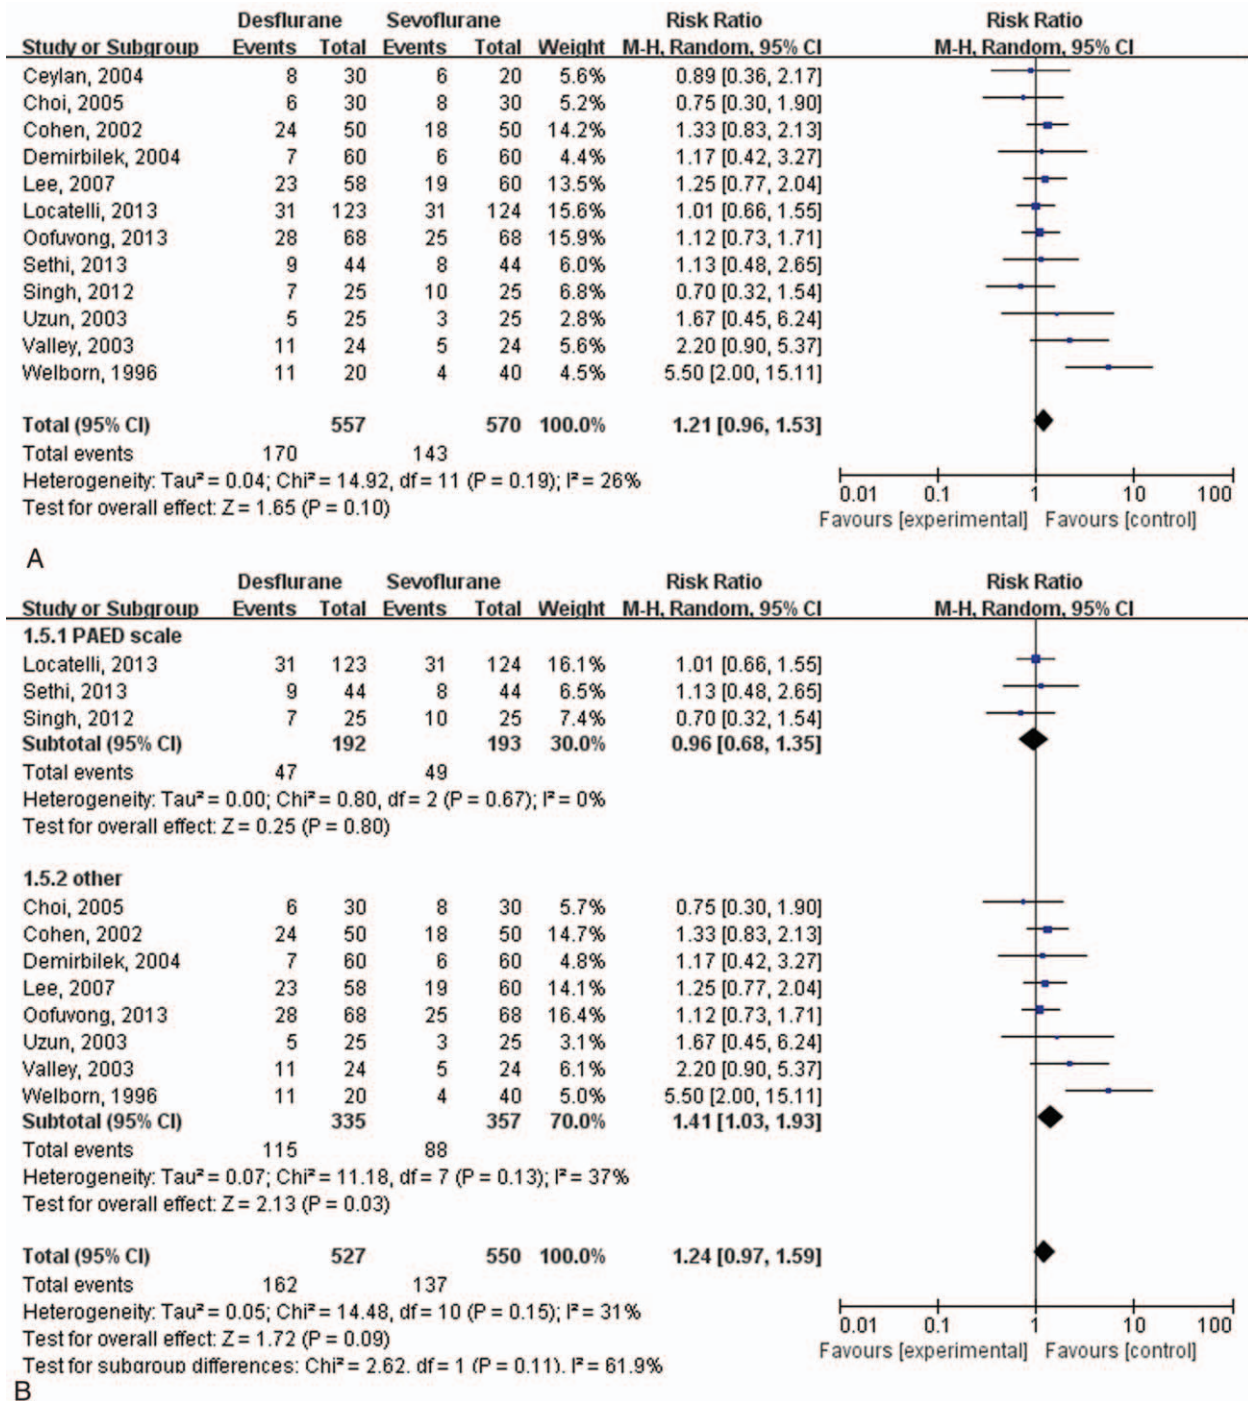 Desflurane Sevoflurane Risk Ratio Risk Ratio
Study or Subgroup Events Total Events Total Weight M-H, Random, 95% CI M-H, Random, 95% CI
Ceylan, 2004 8 30 6 20 5.6% 0.89 [0.36, 2.17]
Choi, 2005 6 30 8 30 5.2% 0.75 [0.30, 1.90]
Cohen, 2002 24 50 18 50 14.2% 1.33 [0.83, 2.13]
Demirbilek, 2004 7 60 6 60 4.4% 1.17 [0.42, 3.27]
Lee, 2007 23 58 19 60 13.5% 1.25 [0.77, 2.04]
Locatelli, 2013 31 123 31 124 15.6% 1.01 [0.66, 1.55]
Oofuvong, 2013 28 68 25 68 15.9% 1.12 [0.73, 1.71]
Sethi, 2013 9 44 8 44 6.0% 1.13 [0.48, 2.65]
Singh, 2012 7 25 10 25 6.8% 0.70 [0.32, 1.54]
Uzun, 2003 5 25 3 25 2.8% 1.67 [0.45, 6.24]
Valley, 2003 11 24 5 24 5.6% 2.20 [0.90, 5.37]
Welborn, 1996 11 20 4 40 4.5% 5.50 [2.00, 15.11]
Total (95% CI) 557 570 100.0% 1.21 [0.96, 1.53]
Total events 170 143
Heterogeneity: Tau² = 0.04; Chi² = 14.92, df = 11 (P = 0.19); I² = 26%
Test for overall effect: Z = 1.65 (P = 0.10)
0.01 0.1 1 10 100
Favours [experimental] Favours [control]
A
Desflurane Sevoflurane Risk Ratio Risk Ratio
Study or Subgroup Events Total Events Total Weight M-H, Random, 95% CI M-H, Random, 95% CI
1.5.1 PAED scale
Locatelli, 2013 31 123 31 124 16.1% 1.01 [0.66, 1.55]
Sethi, 2013 9 44 8 44 6.5% 1.13 [0.48, 2.65]
Singh, 2012 7 25 10 25 7.4% 0.70 [0.32, 1.54]
Subtotal (95% CI) 192 193 30.0% 0.96 [0.68, 1.35]
Total events 47 49
Heterogeneity: Tau² = 0.00; Chi² = 0.80, df = 2 (P = 0.67); I² = 0%
Test for overall effect: Z = 0.25 (P = 0.80)
1.5.2 other
Choi, 2005 6 30 8 30 5.7% 0.75 [0.30, 1.90]
Cohen, 2002 24 50 18 50 14.7% 1.33 [0.83, 2.13]
Demirbilek, 2004 7 60 6 60 4.8% 1.17 [0.42, 3.27]
Lee, 2007 23 58 19 60 14.1% 1.25 [0.77, 2.04]
Oofuvong, 2013 28 68 25 68 16.4% 1.12 [0.73, 1.71]
Uzun, 2003 5 25 3 25 3.1% 1.67 [0.45, 6.24]
Valley, 2003 11 24 5 24 6.1% 2.20 [0.90, 5.37]
Welborn, 1996 11 20 4 40 5.0% 5.50 [2.00, 15.11]
Subtotal (95% CI) 335 357 70.0% 1.41 [1.03, 1.93]
Total events 115 88
Heterogeneity: Tau² = 0.07; Chi² = 11.18, df = 7 (P = 0.13); I² = 37%
Test for overall effect: Z = 2.13 (P = 0.03)
Total (95% CI) 527 550 100.0% 1.24 [0.97, 1.59]
Total events 162 137
Heterogeneity: Tau² = 0.05; Chi² = 14.48, df = 10 (P = 0.15); I² = 31%
Test for overall effect: Z = 1.72 (P = 0.09)
Test for subgroup differences: Chi² = 2.62, df = 1 (P = 0.11), I² = 61.9%
0.01 0.1 1 10 100
Favours [experimental] Favours [control]
B